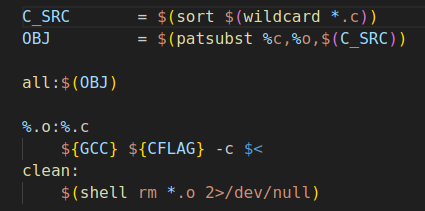 C_SRC = $(sort $(wildcard *.c))
OBJ = $(patsubst %c,%o,$(C_SRC))
all:$(OBJ)
%.o:%.c
${GCC} ${CFLAG} -c $<
clean:
$(shell rm *.o 2>/dev/null)